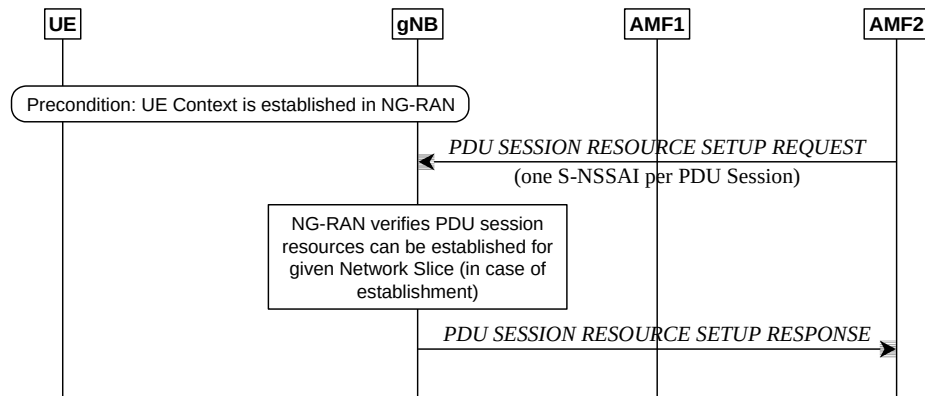 UE
gNB
AMF1
AMF2
Precondition: UE Context is established in NG-RAN
PDU SESSION RESOURCE SETUP REQUEST
(one S-NSSAI per PDU Session)
NG-RAN verifies PDU session
resources can be established for
given Network Slice (in case of
establishment)
PDU SESSION RESOURCE SETUP RESPONSE